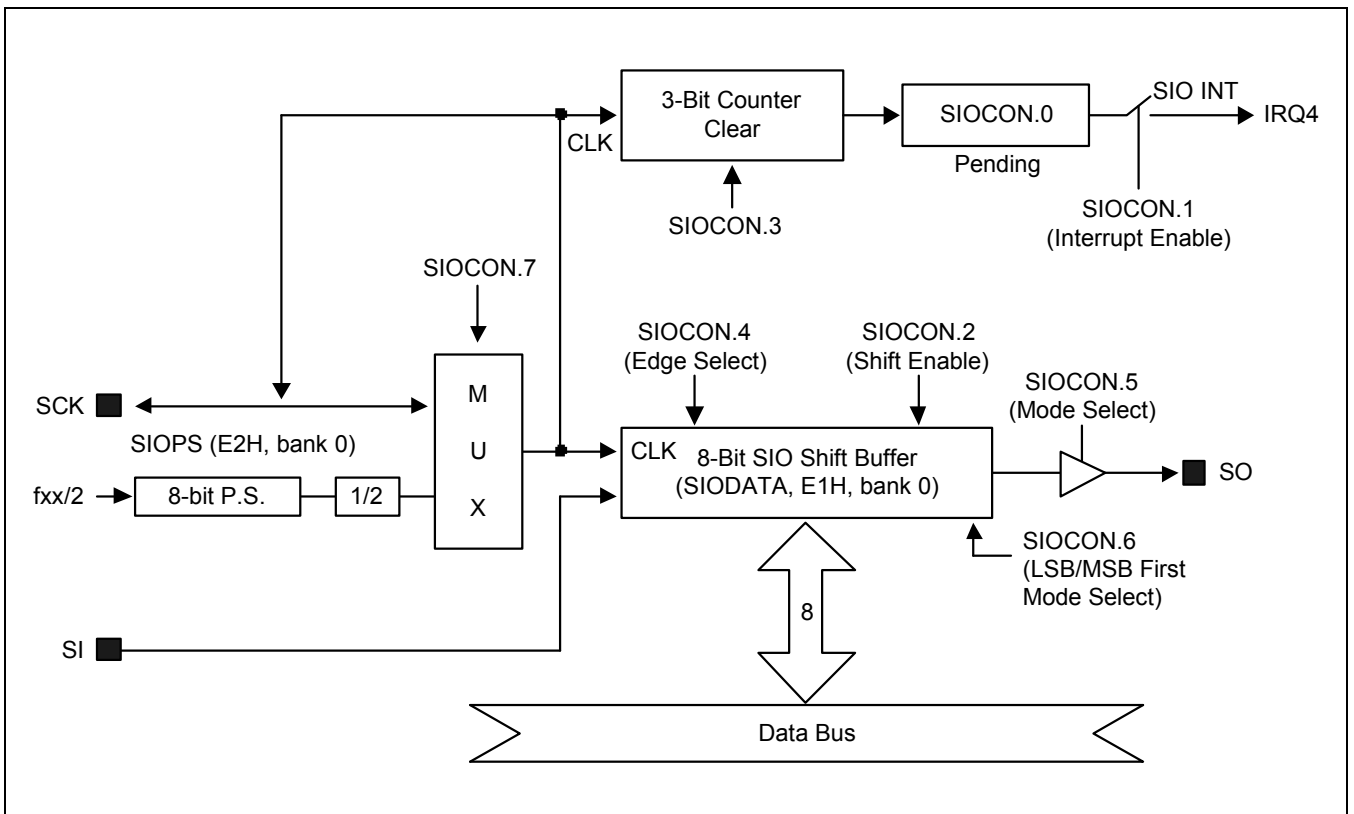 3-Bit Counter
Clear
CLK
SIOCON.0
Pending
SIO INT
IRQ4
SIOCON.3
SIOCON.1
(Interrupt Enable)
SIOCON.7
SIOCON.4
(Edge Select)
SIOCON.2
(Shift Enable)
SIOCON.5
(Mode Select)
SCK
SIOPS (E2H, bank 0)
M
U
X
fxx/2
8-bit P.S.
1/2
CLK
8-Bit SIO Shift Buffer
(SIODATA, E1H, bank 0)
SO
SIOCON.6
(LSB/MSB First
Mode Select)
8
SI
Data Bus